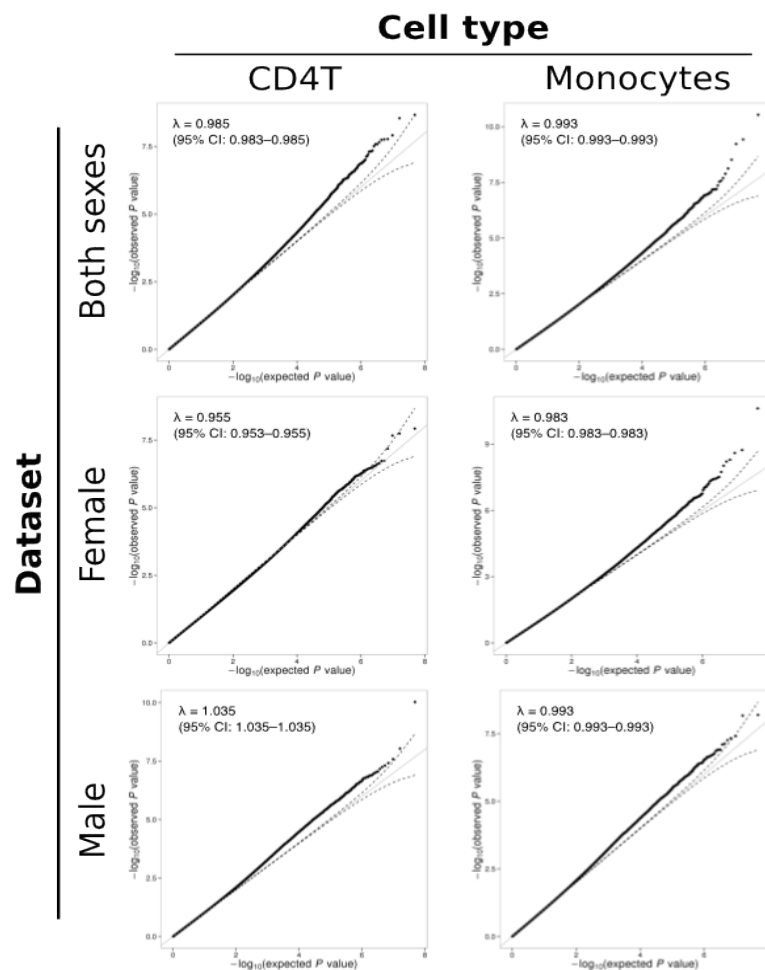 Cell type
CD4T
Monocytes
Dataset
Both sexes
λ = 0.985
(95% CI: 0.983–0.985)
−log10(observed P value)
7.5
5.0
2.5
0.0
0
2
4
6
8
−log10(expected P value)
λ = 0.993
(95% CI: 0.993–0.993)
−log10(observed P value)
10.0
7.5
5.0
2.5
0.0
0
2
4
6
−log10(expected P value)
Female
λ = 0.955
(95% CI: 0.953–0.955)
−log10(observed P value)
7.5
5.0
2.5
0.0
0
2
4
6
8
−log10(expected P value)
λ = 0.983
(95% CI: 0.983–0.983)
−log10(observed P value)
9
6
3
0
0
2
4
6
−log10(expected P value)
Male
λ = 1.035
(95% CI: 1.035–1.035)
−log10(observed P value)
10.0
7.5
5.0
2.5
0.0
0
2
4
6
8
−log10(expected P value)
λ = 0.993
(95% CI: 0.993–0.993)
−log10(observed P value)
7.5
5.0
2.5
0.0
0
2
4
6
8
−log10(expected P value)